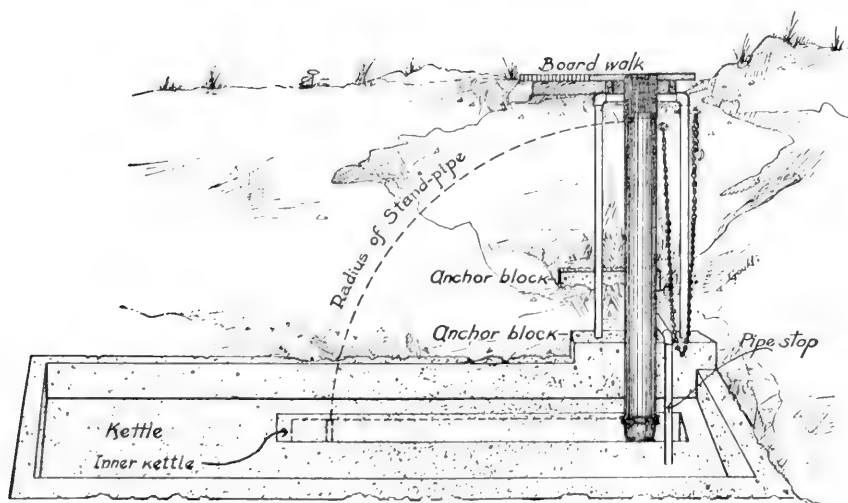 Board walk
Radius of Stand-pipe
Anchor block
Anchor block
Pipe stop
Kettle
Inner kettle